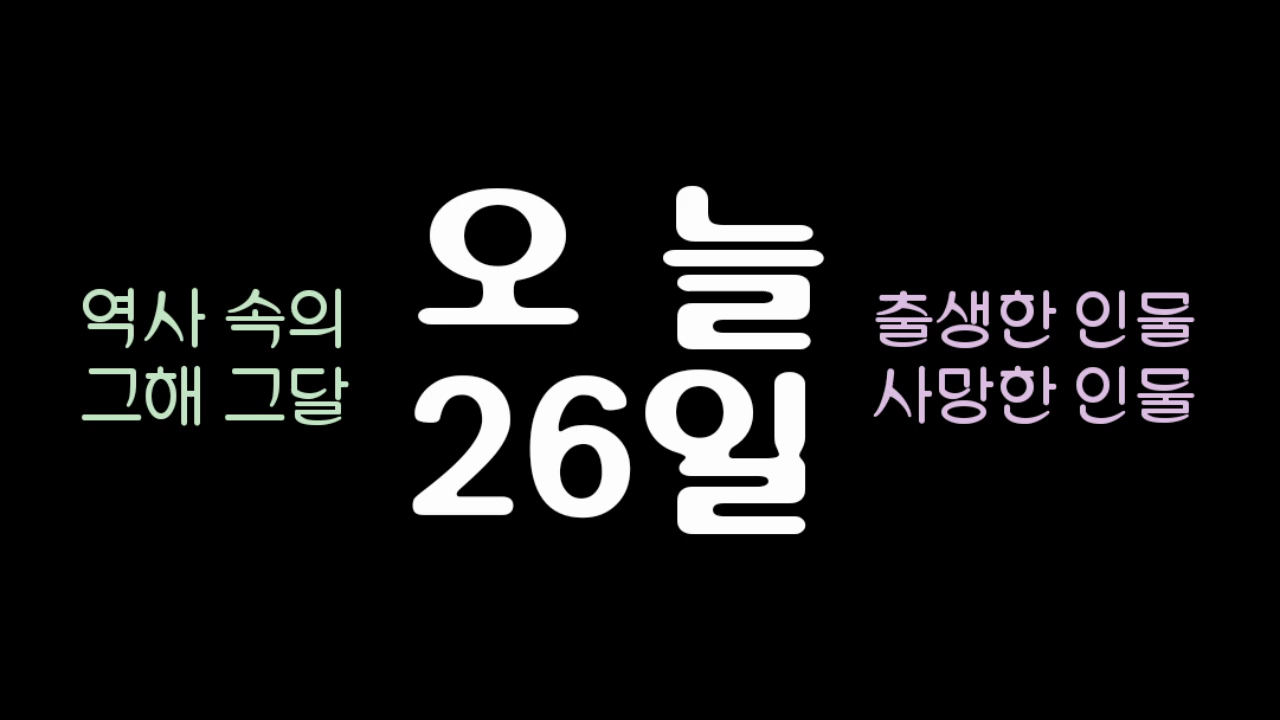 역사 속의
그해 그달
오 늘
26일
출생한 인물
사망한 인물